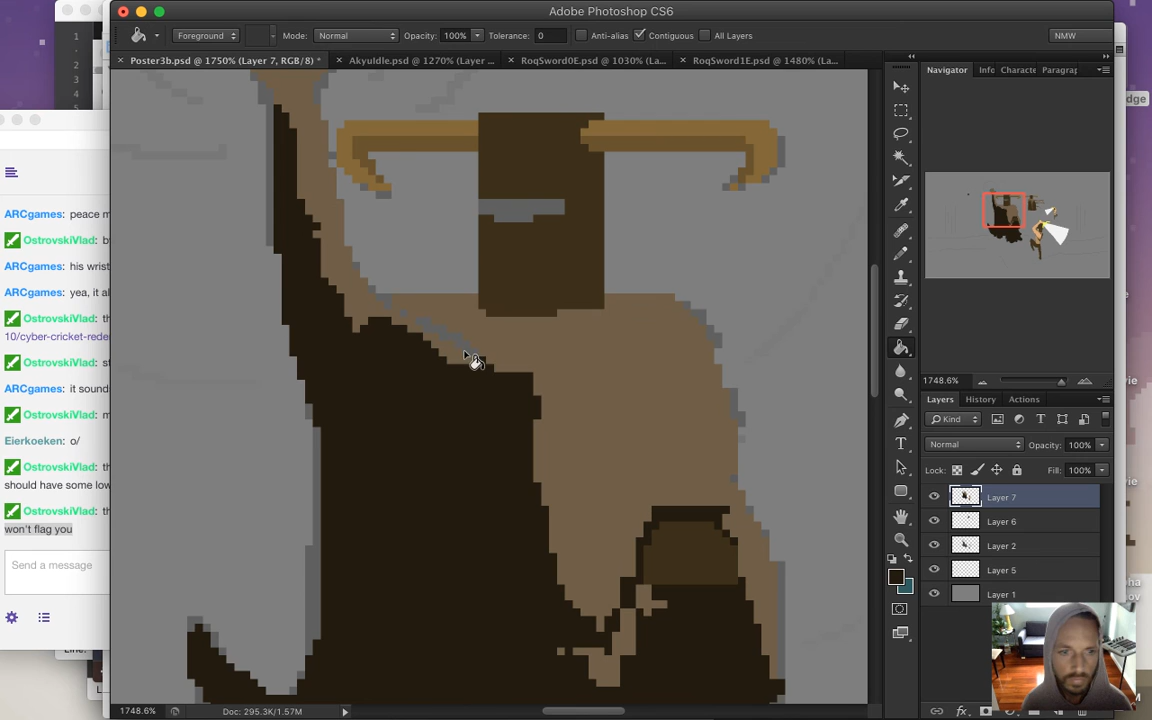 Adobe Photoshop CS6
Foreground Mode: Normal Opacity: 100% Tolerance: 0 Anti-alias Contiguous All Layers NMW
Poster3b.psd @ 1750% (Layer 7, RGB/8) * AkyuIdle.psd @ 1270% (Layer ... RoqSword0E.psd @ 1030% (La... RoqSword1E.psd @ 1480% (La...
Navigator Info Characte Paragrap
1748.6%
Layers History Actions
Kind
Normal Opacity: 100%
Lock: Fill: 100%
Layer 7
Layer 6
Layer 2
Layer 5
Layer 1
ARCgames: peace m
OstrovskiVlad: b
ARCgames: his wrist
ARCgames: yea, it al
OstrovskiVlad: th
10/cyber-cricket-rede
OstrovskiVlad: st
ARCgames: it sound
OstrovskiVlad: m
Eierkoeken: o/
OstrovskiVlad: th
should have some low
OstrovskiVlad: th
won't flag you
Send a message
1748.6% Doc: 295.3K/1.57M